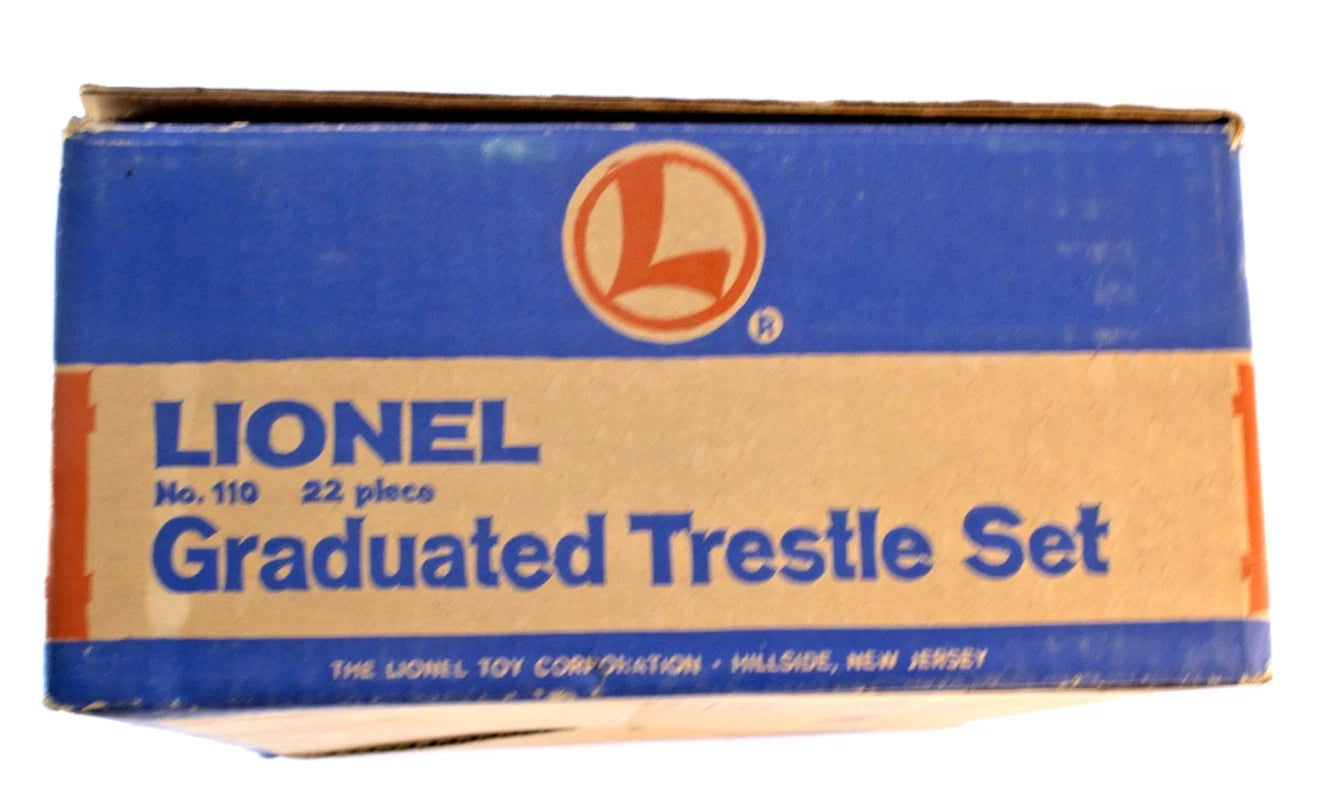 L
®
LIONEL
No. 110 22 piece
Graduated Trestle Set
THE LIONEL TOY CORPORATION · HILLSIDE, NEW JERSEY